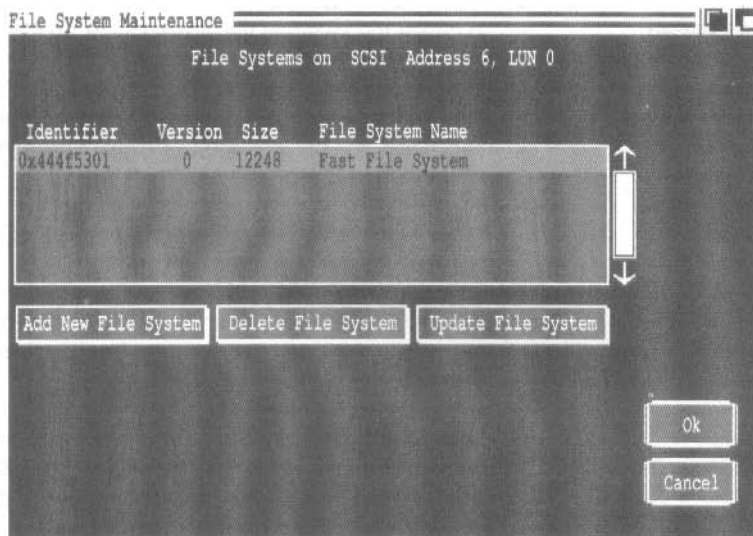 File System Maintenance
File Systems on SCSI Address 6, LUN 0
Identifier Version Size File System Name
0x444f5301 0 12248 Fast File System
Add New File System Delete File System Update File System
Ok
Cancel